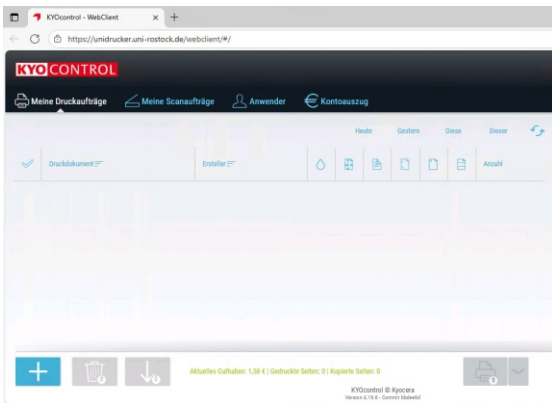 KYOcontrol - WebClient
https://unidrucker.uni-rostock.de/webclient/#/
KYOCONTROL
Meine Druckaufträge Meine Scanaufträge Anwender Kontoauszug
Heute Gestern Diese Dieser
Druckdokument Ersteller Anzahl
Aktuelles Guthaben: 1,58 € | Gedruckte Seiten: 0 | Kopierte Seiten: 0
KYOcontrol © Kyocera
Version